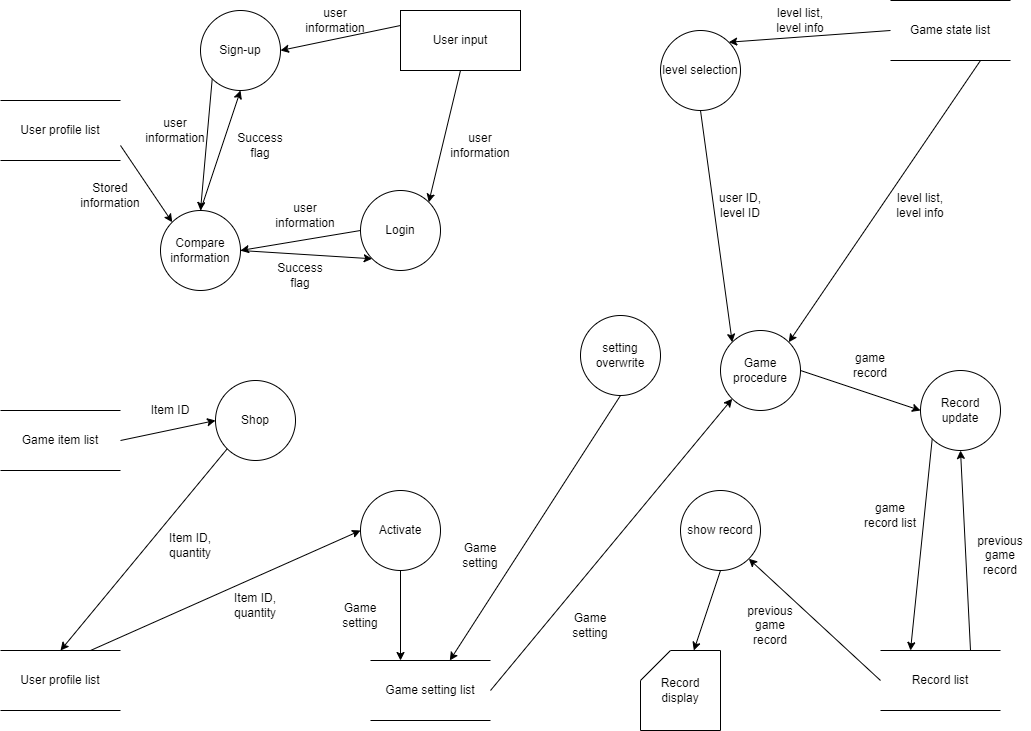 user
information
level list,
level info
Sign-up
User input
Game state list
level selection
User profile list
user
information
Success
flag
user
information
Stored
information
user ID,
level ID
level list,
level info
user
information
Login
Compare
information
Success
flag
setting
overwrite
Game
procedure
game
record
Item ID
Shop
Record
update
Game item list
Item ID,
quantity
Activate
show record
game
record list
Game
setting
previous
game
record
Item ID,
quantity
Game
setting
Game
setting
previous
game
record
User profile list
Game setting list
Record
display
Record list